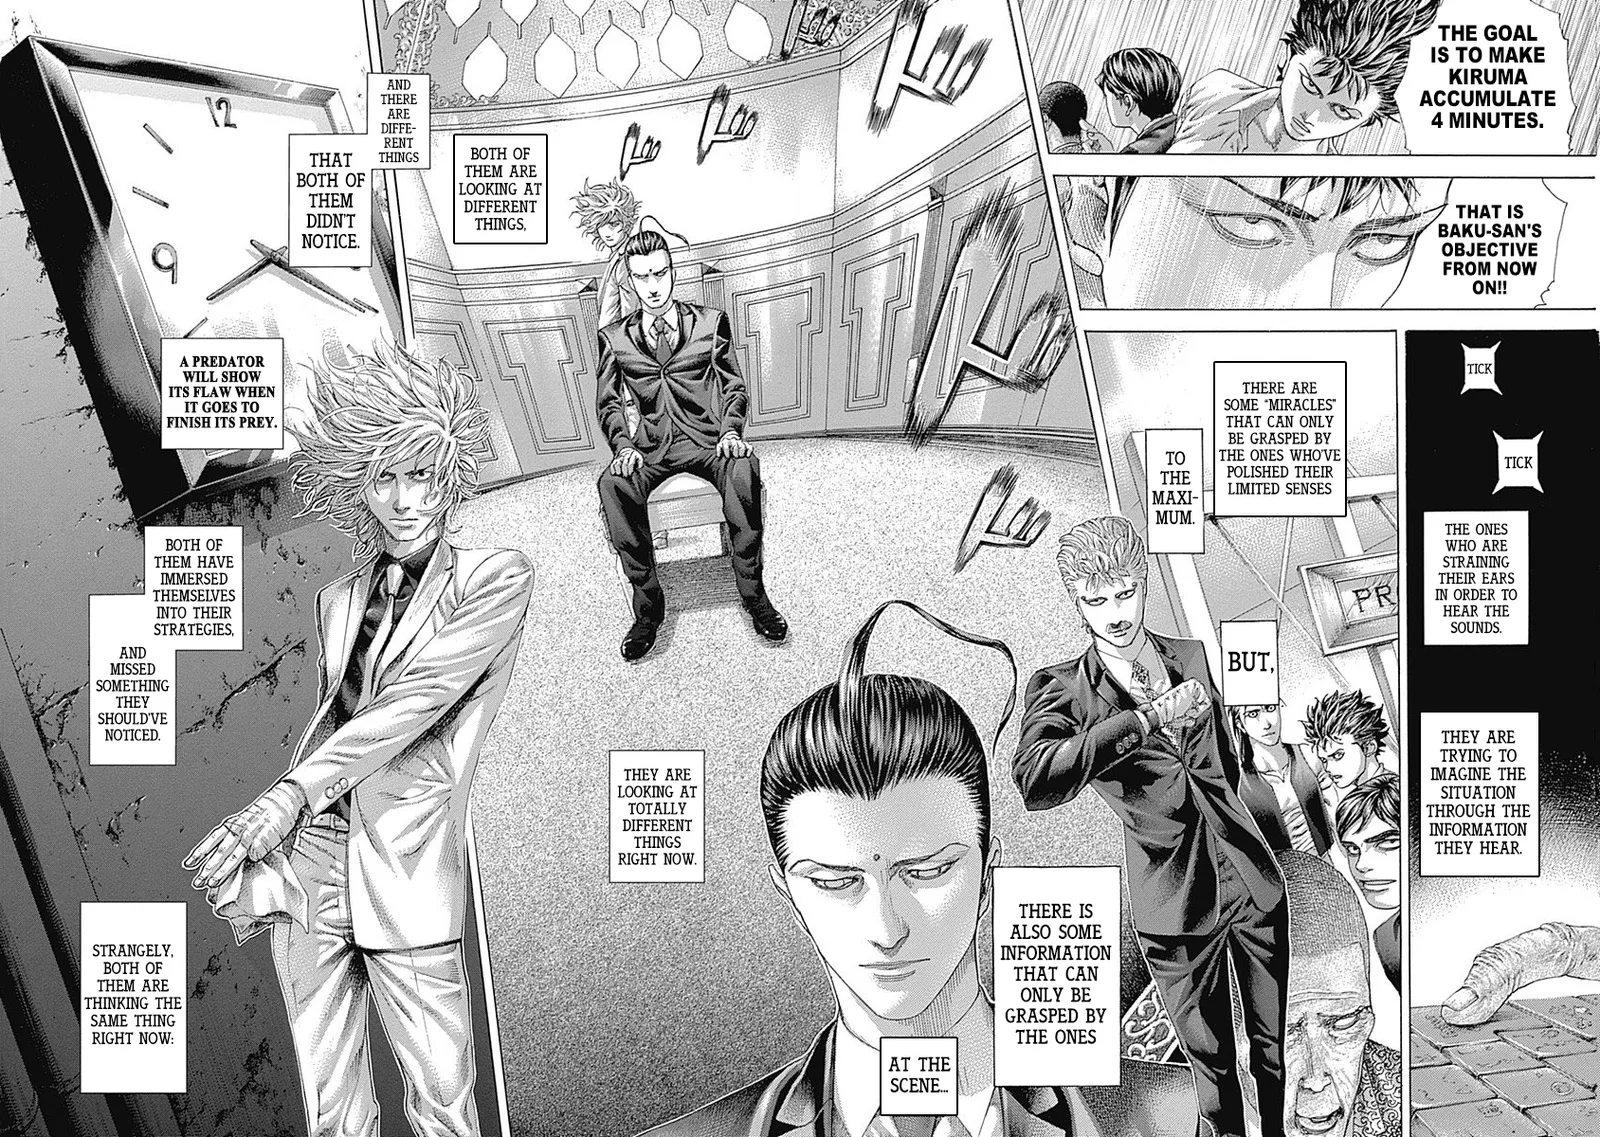 THE GOAL
IS TO MAKE
KIRUMA
ACCUMULATE
4 MINUTES.
THAT IS
BAKU-SAN'S
OBJECTIVE
FROM NOW
ON!!
TICK
TICK
THE ONES
WHO ARE
STRAINING
THEIR EARS
IN ORDER TO
HEAR THE
SOUNDS.
THEY ARE
TRYING TO
IMAGINE THE
SITUATION
THROUGH THE
INFORMATION
THEY HEAR.
THERE ARE
SOME "MIRACLES"
THAT CAN ONLY
BE GRASPED BY
THE ONES WHO'VE
POLISHED THEIR
LIMITED SENSES
TO
THE
MAXI-
MUM.
PR
BUT,
THERE IS
ALSO SOME
INFORMATION
THAT CAN
ONLY BE
GRASPED BY
THE ONES
AT THE
SCENE...
BOTH OF
THEM ARE
LOOKING AT
DIFFERENT
THINGS,
THEY ARE
LOOKING AT
TOTALLY
DIFFERENT
THINGS
RIGHT NOW.
AND
THERE
ARE
DIFFE-
RENT
THINGS
THAT
BOTH OF
THEM
DIDN'T
NOTICE.
12
9
A PREDATOR
WILL SHOW
ITS FLAW WHEN
IT GOES TO
FINISH ITS PREY.
BOTH OF
THEM HAVE
IMMERSED
THEMSELVES
INTO THEIR
STRATEGIES,
AND
MISSED
SOMETHING
THEY
SHOULD'VE
NOTICED.
STRANGELY,
BOTH OF
THEM ARE
THINKING THE
SAME THING
RIGHT NOW: